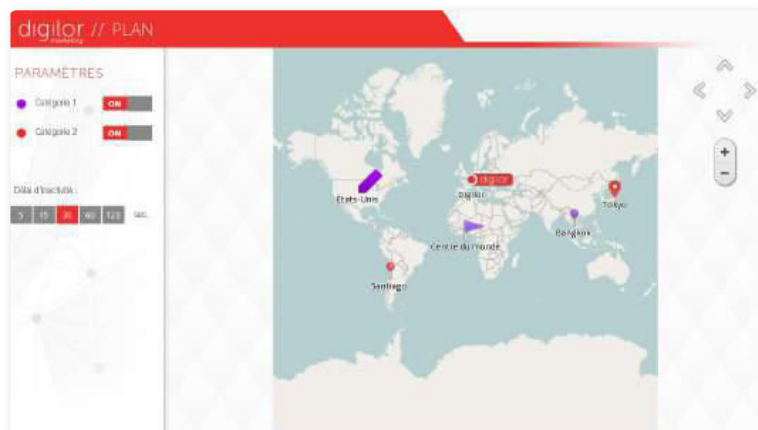 digilor // PLAN
marketing
PARAMÈTRES
Catégorie 1 ON
Catégorie 2 ON
Délai d'inactivité :
5 15 30 60 120 sec.
Etats-Unis
digilor
Digilor
Tokyo
Bangkok
Centre du monde
Santiago
+
−